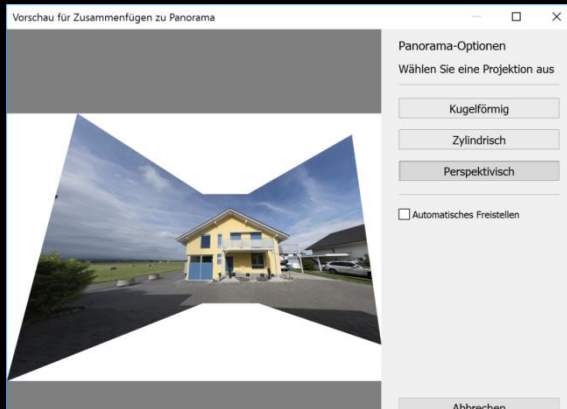 Vorschau für Zusammenfügen zu Panorama
Panorama-Optionen
Wählen Sie eine Projektion aus
Kugelförmig
Zylindrisch
Perspektivisch
Automatisches Freistellen
Abbrechen